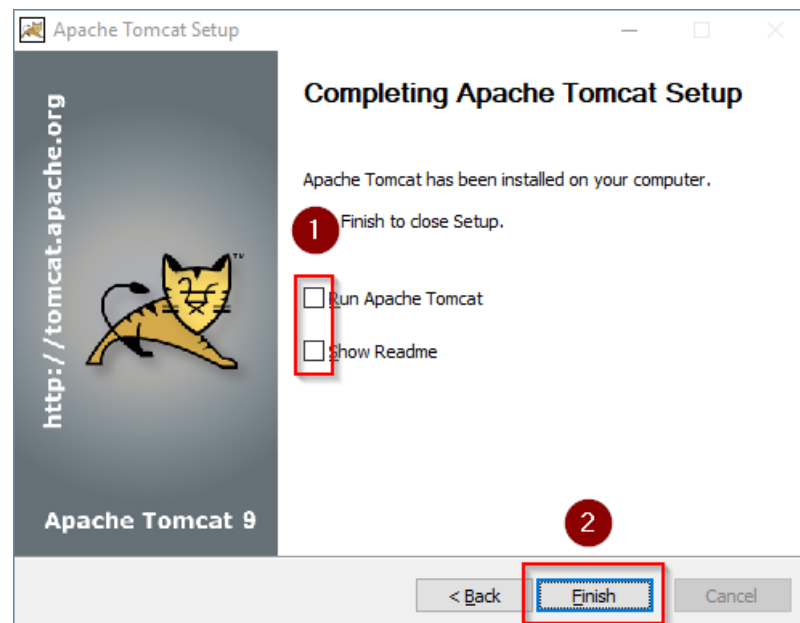 Apache Tomcat Setup
http://tomcat.apache.org
Completing Apache Tomcat Setup
Apache Tomcat has been installed on your computer.
1
Finish to close Setup.
Run Apache Tomcat
Show Readme
TM
Apache Tomcat 9
2
< Back
Finish
Cancel